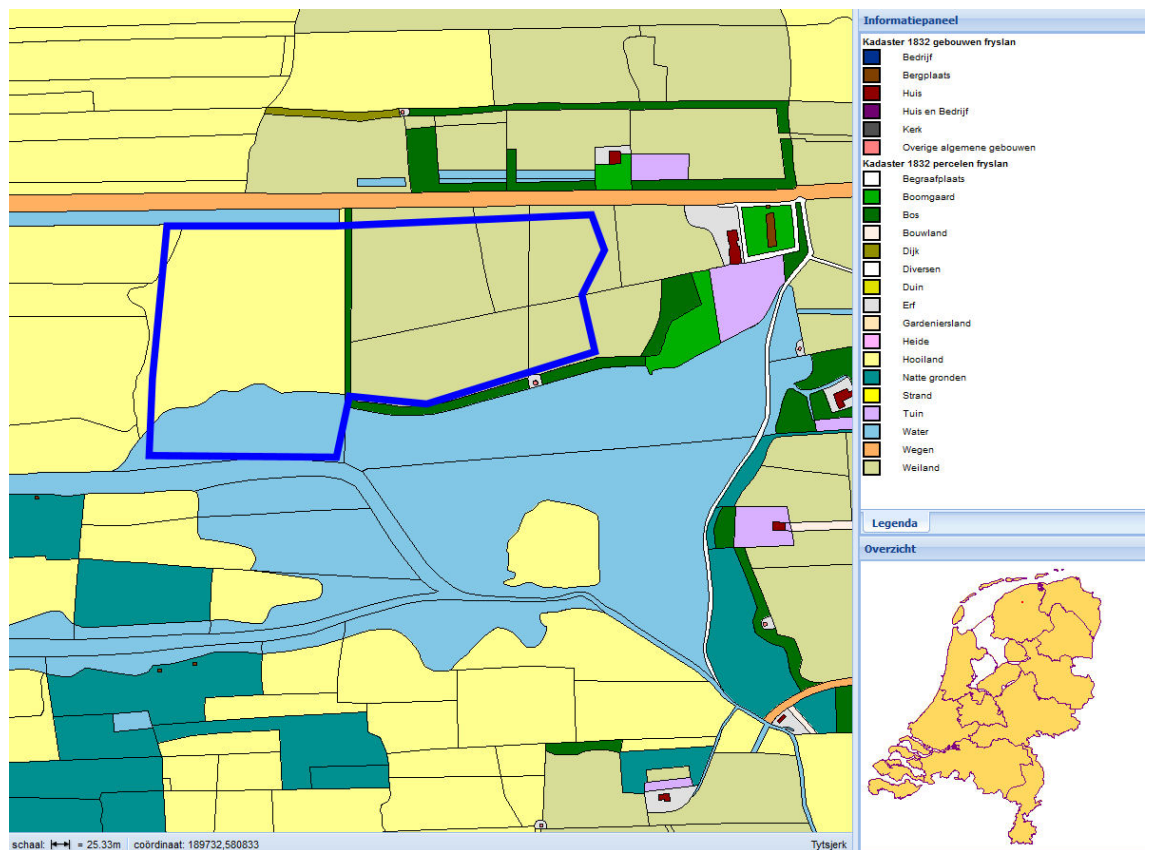 Informatiepaneel
Kadaster 1832 gebouwen fryslan
Bedrijf
Bergplaats
Huis
Huis en Bedrijf
Kerk
Overige algemene gebouwen
Kadaster 1832 percelen fryslan
Begraafplaats
Boomgaard
Bos
Bouwland
Dijk
Diversen
Duin
Erf
Gardeniersland
Heide
Hooiland
Natte gronden
Strand
Tuin
Water
Wegen
Weiland
Legenda
Overzicht
schaal: = 25.33m coördinaat: 189732,580833 Tytsjerk